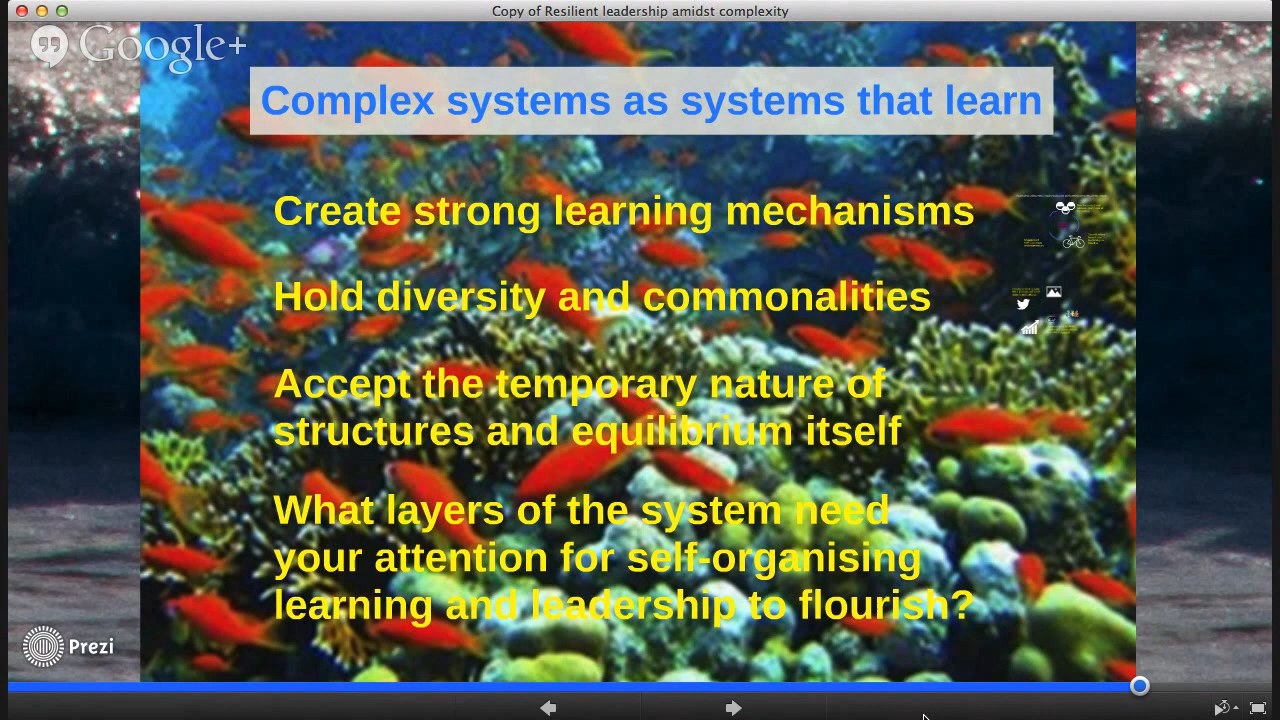 Copy of Resilient leadership amidst complexity
Google+
Complex systems as systems that learn
Create strong learning mechanisms
Hold diversity and commonalities
Accept the temporary nature of
structures and equilibrium itself
What layers of the system need
your attention for self-organising
learning and leadership to flourish?
Prezi